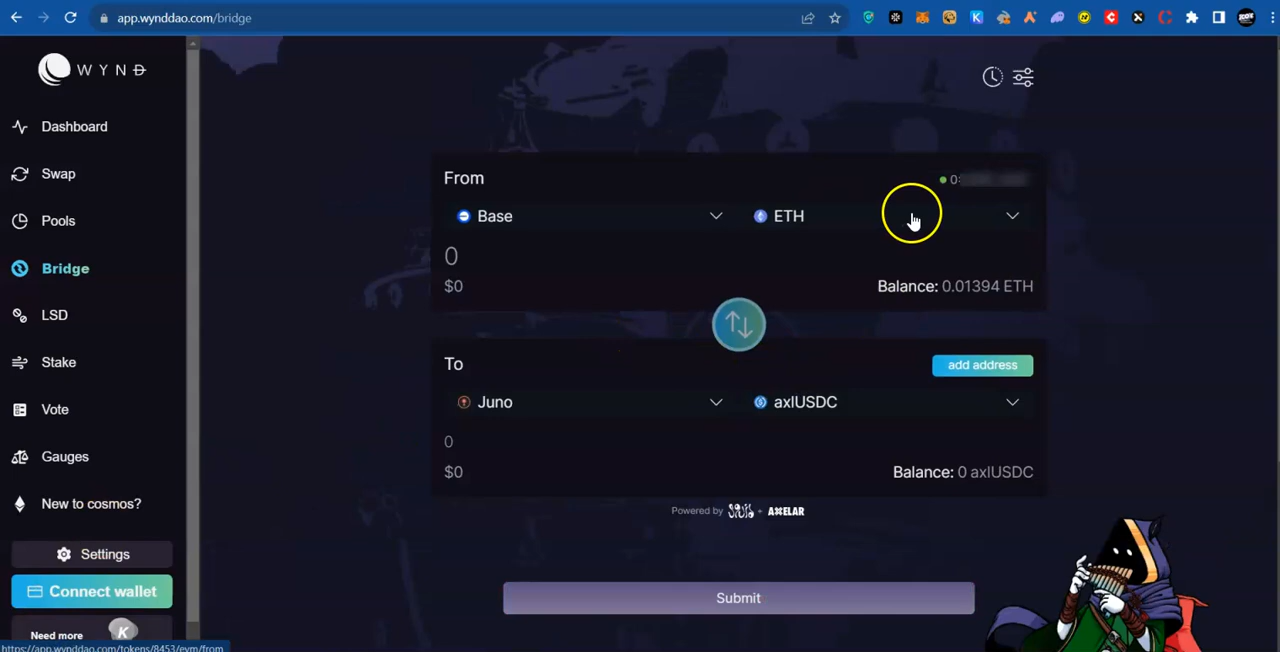 app.wynddao.com/bridge
WYND
Dashboard
Swap
Pools
Bridge
LSD
Stake
Vote
Gauges
New to cosmos?
Settings
Connect wallet
Need more
K
https://app.wynddao.com/tokens/8453/evm/from
From
0
Base
ETH
0
$0
Balance: 0.01394 ETH
To
add address
Juno
axlUSDC
0
$0
Balance: 0 axlUSDC
Powered by + AXELAR
Submit